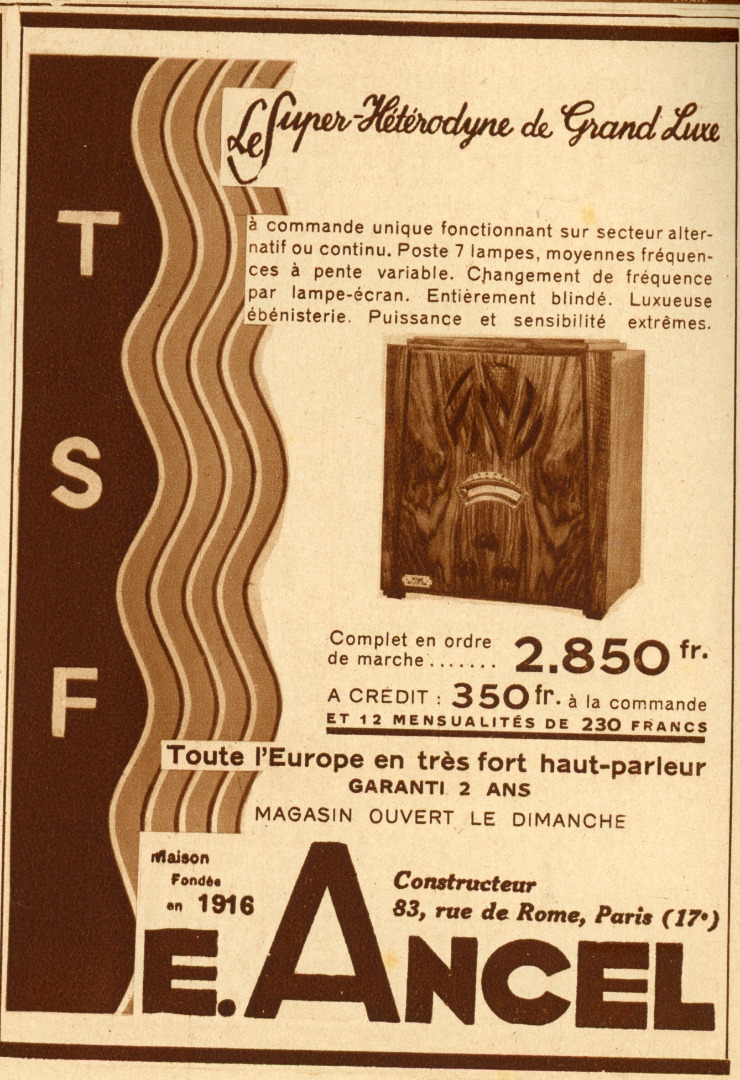 T
S
F
Le Super-Hétérodyne de Grand Luxe
à commande unique fonctionnant sur secteur alter-
natif ou continu. Poste 7 lampes, moyennes fréquen-
ces à pente variable. Changement de fréquence
par lampe-écran. Entièrement blindé. Luxueuse
ébénisterie. Puissance et sensibilité extrêmes.
Complet en ordre
de marche....... 2.850 fr.
A CRÉDIT : 350 fr. à la commande
ET 12 MENSUALITÉS DE 230 FRANCS
Toute l'Europe en très fort haut-parleur
GARANTI 2 ANS
MAGASIN OUVERT LE DIMANCHE
Maison
Fondée
en 1916
Constructeur
83, rue de Rome, Paris (17e)
E. ANCEL